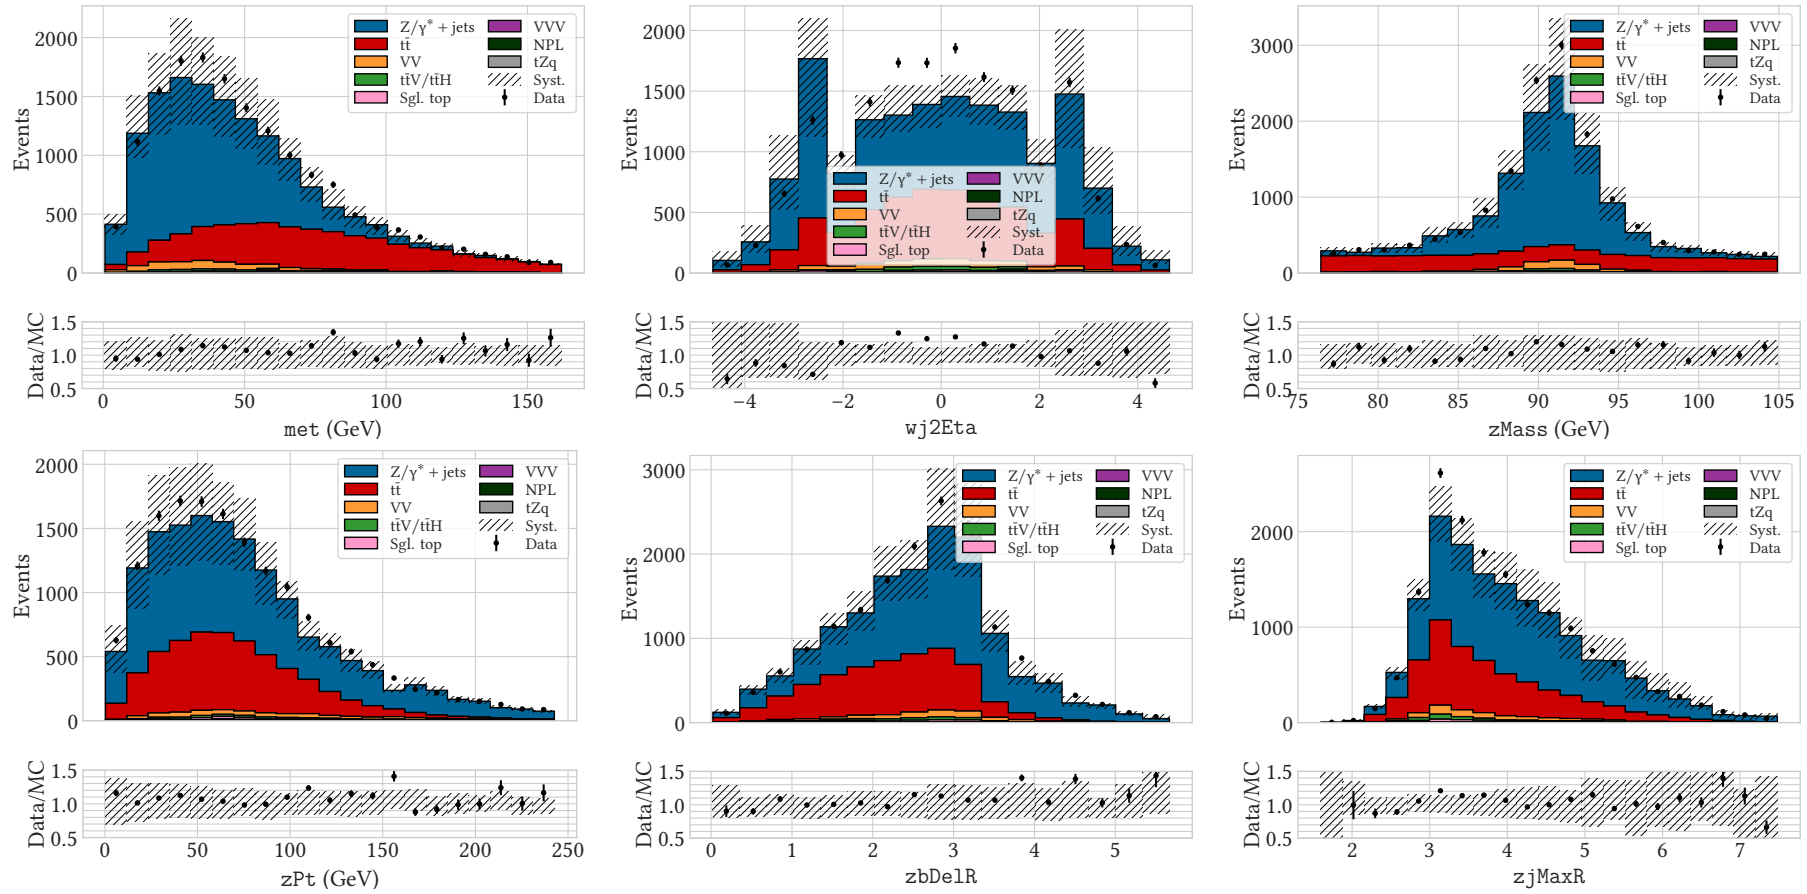 2000
1500
1000
500
0
Events
Z/γ* + jets
tt̄
VV
tt̄V/tt̄H
Sgl. top
VVV
NPL
tZq
Syst.
Data
1.5
1.0
0.5
Data/MC
0 50 100 150
met (GeV)
2000
1500
1000
500
0
Events
Z/γ* + jets
tt̄
VV
tt̄V/tt̄H
Sgl. top
VVV
NPL
tZq
Syst.
Data
1.5
1.0
0.5
Data/MC
−4 −2 0 2 4
wj2Eta
3000
2000
1000
0
Events
Z/γ* + jets
tt̄
VV
tt̄V/tt̄H
Sgl. top
VVV
NPL
tZq
Syst.
Data
1.5
1.0
0.5
Data/MC
75 80 85 90 95 100 105
zMass (GeV)
2000
1500
1000
500
0
Events
Z/γ* + jets
tt̄
VV
tt̄V/tt̄H
Sgl. top
VVV
NPL
tZq
Syst.
Data
1.5
1.0
0.5
Data/MC
0 50 100 150 200 250
zPt (GeV)
3000
2000
1000
0
Events
Z/γ* + jets
tt̄
VV
tt̄V/tt̄H
Sgl. top
VVV
NPL
tZq
Syst.
Data
1.5
1.0
0.5
Data/MC
0 1 2 3 4 5
zbDelR
2000
1000
0
Events
Z/γ* + jets
tt̄
VV
tt̄V/tt̄H
Sgl. top
VVV
NPL
tZq
Syst.
Data
1.5
1.0
0.5
Data/MC
2 3 4 5 6 7
zjMaxR